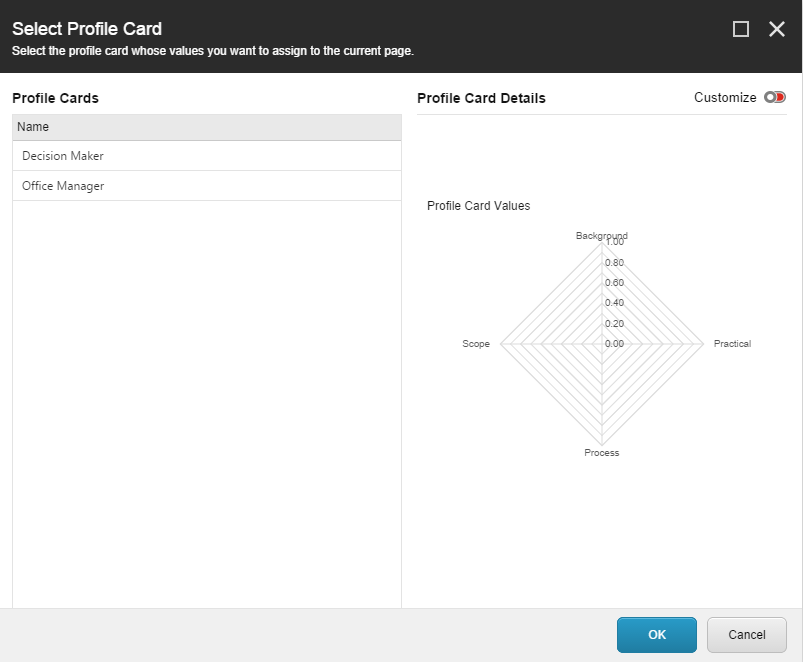 Select Profile Card
Select the profile card whose values you want to assign to the current page.
Profile Cards
Name
Decision Maker
Office Manager
Profile Card Details
Customize
Profile Card Values
Background
1.00
0.80
0.60
0.40
0.20
0.00
Scope
Practical
Process
OK
Cancel